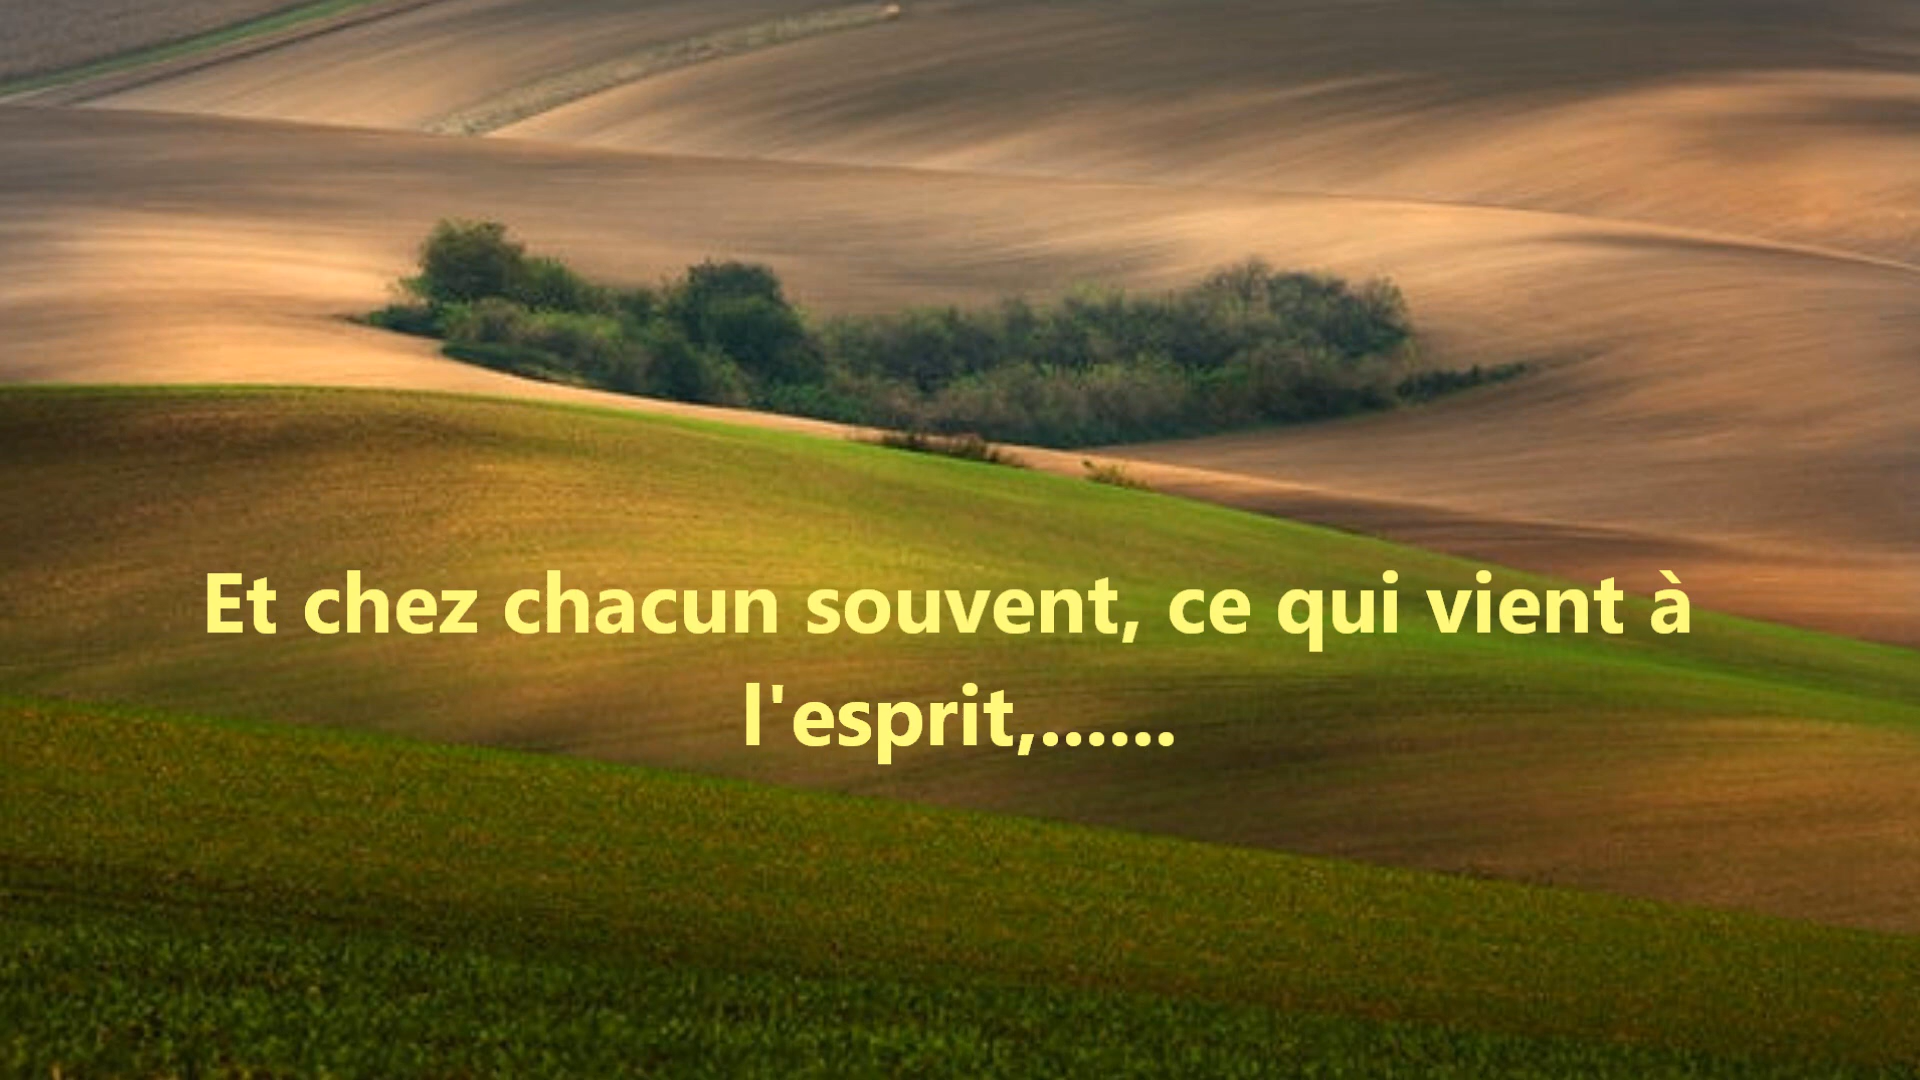 Et chez chacun souvent, ce qui vient à
l'esprit,......